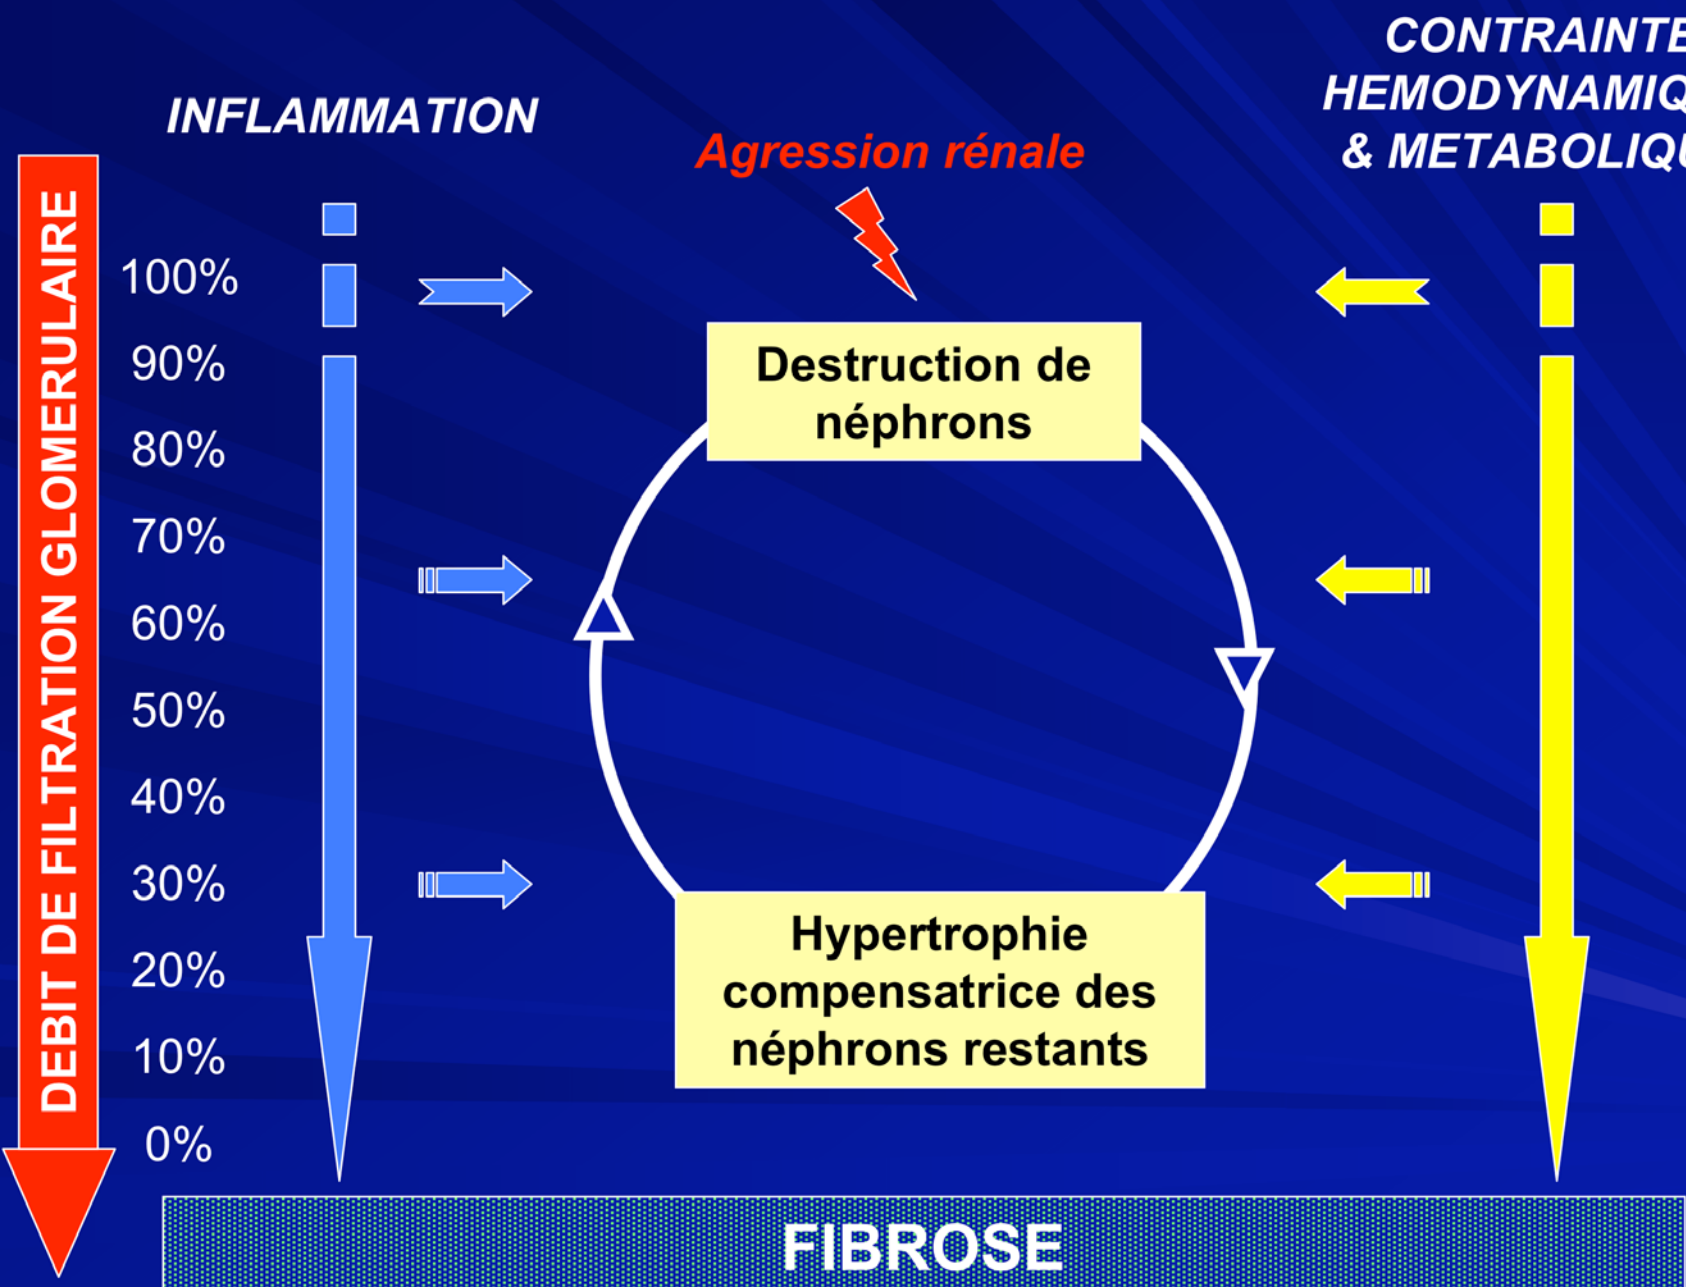 INFLAMMATION
CONTRAINTE
HEMODYNAMIQ
& METABOLIQU
Agression rénale
DEBIT DE FILTRATION GLOMERULAIRE
100%
90%
80%
70%
60%
50%
40%
30%
20%
10%
0%
Destruction de
néphrons
Hypertrophie
compensatrice des
néphrons restants
FIBROSE